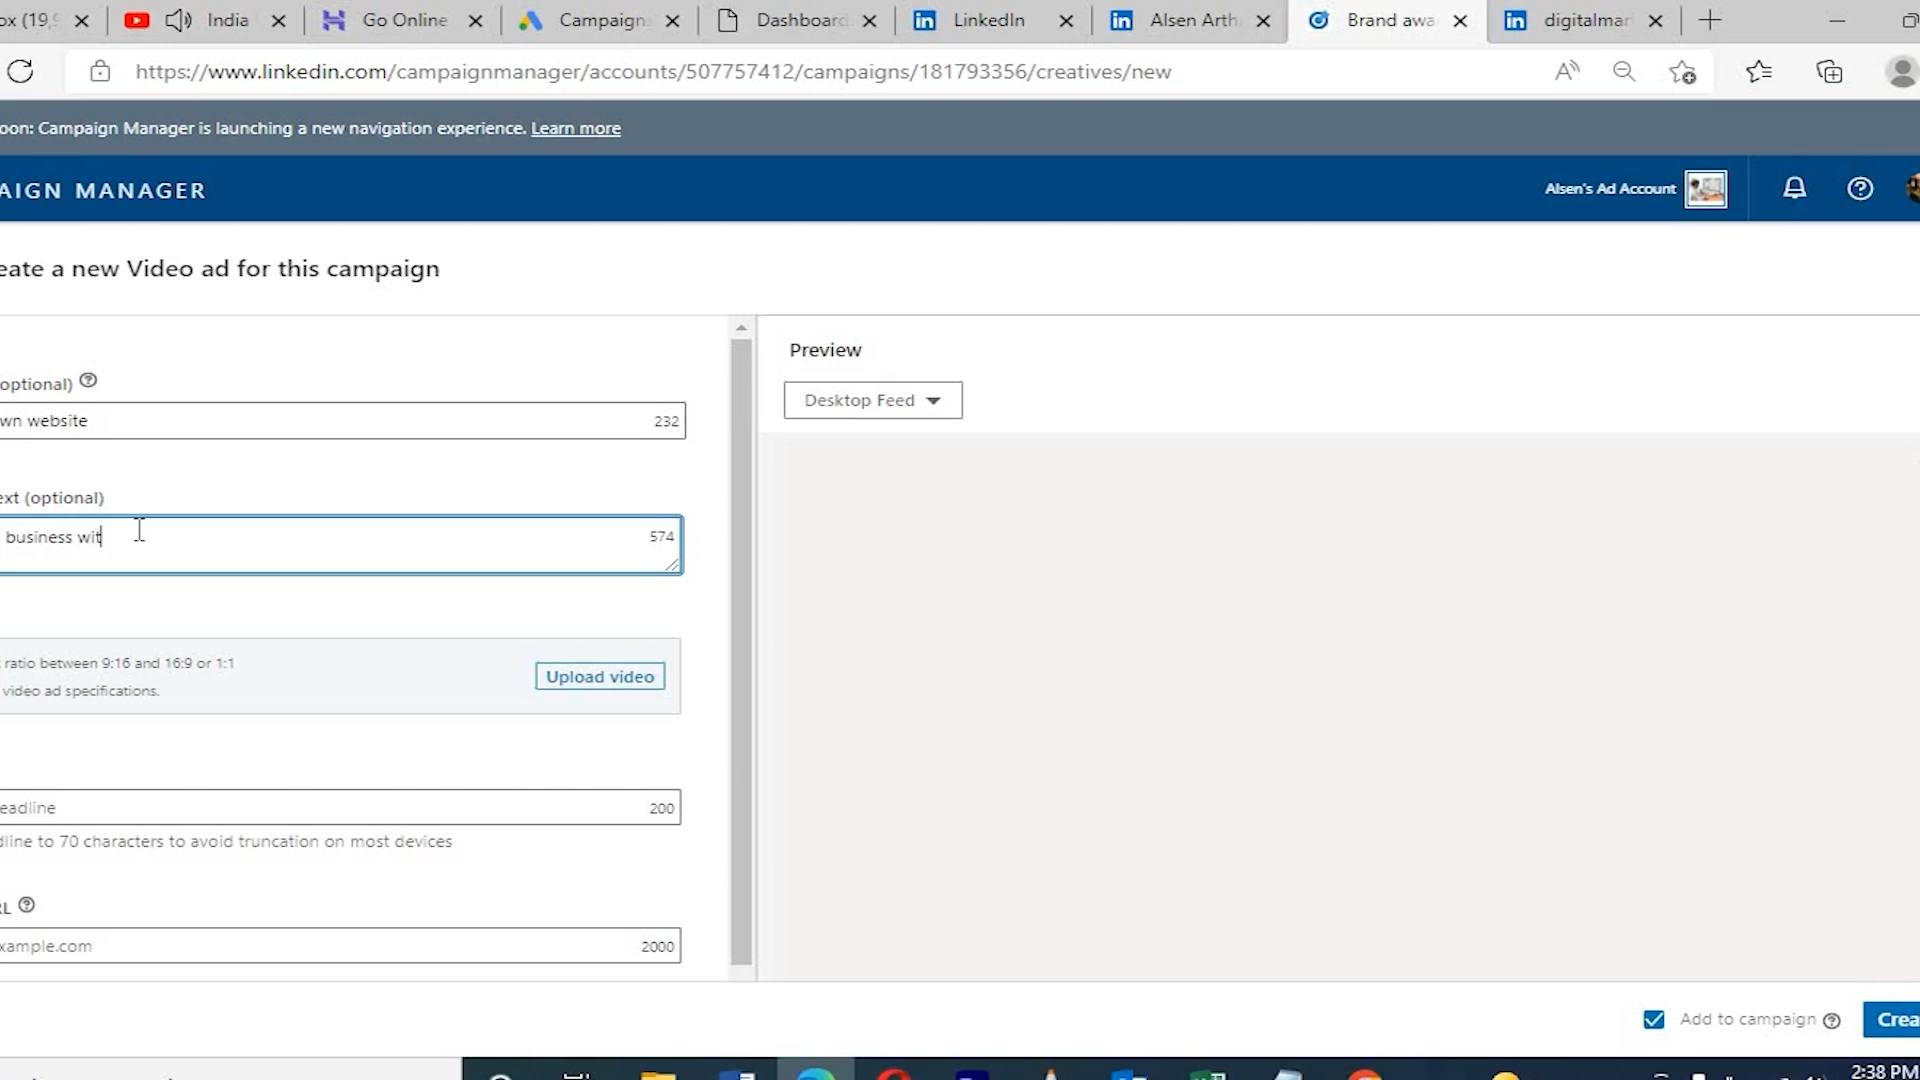 ox (19,9
India
Go Online
Campaign
Dashboard
LinkedIn
Alsen Arth
Brand awa
digitalmar
https://www.linkedin.com/campaignmanager/accounts/507757412/campaigns/181793356/creatives/new
oon: Campaign Manager is launching a new navigation experience. Learn more
AIGN MANAGER
Alsen's Ad Account
eate a new Video ad for this campaign
Preview
optional)
Desktop Feed
wn website
232
ext (optional)
business wit
574
ratio between 9:16 and 16:9 or 1:1
Upload video
video ad specifications.
eadline
200
dline to 70 characters to avoid truncation on most devices
RL
xample.com
2000
Add to campaign
Crea
2:38 PM